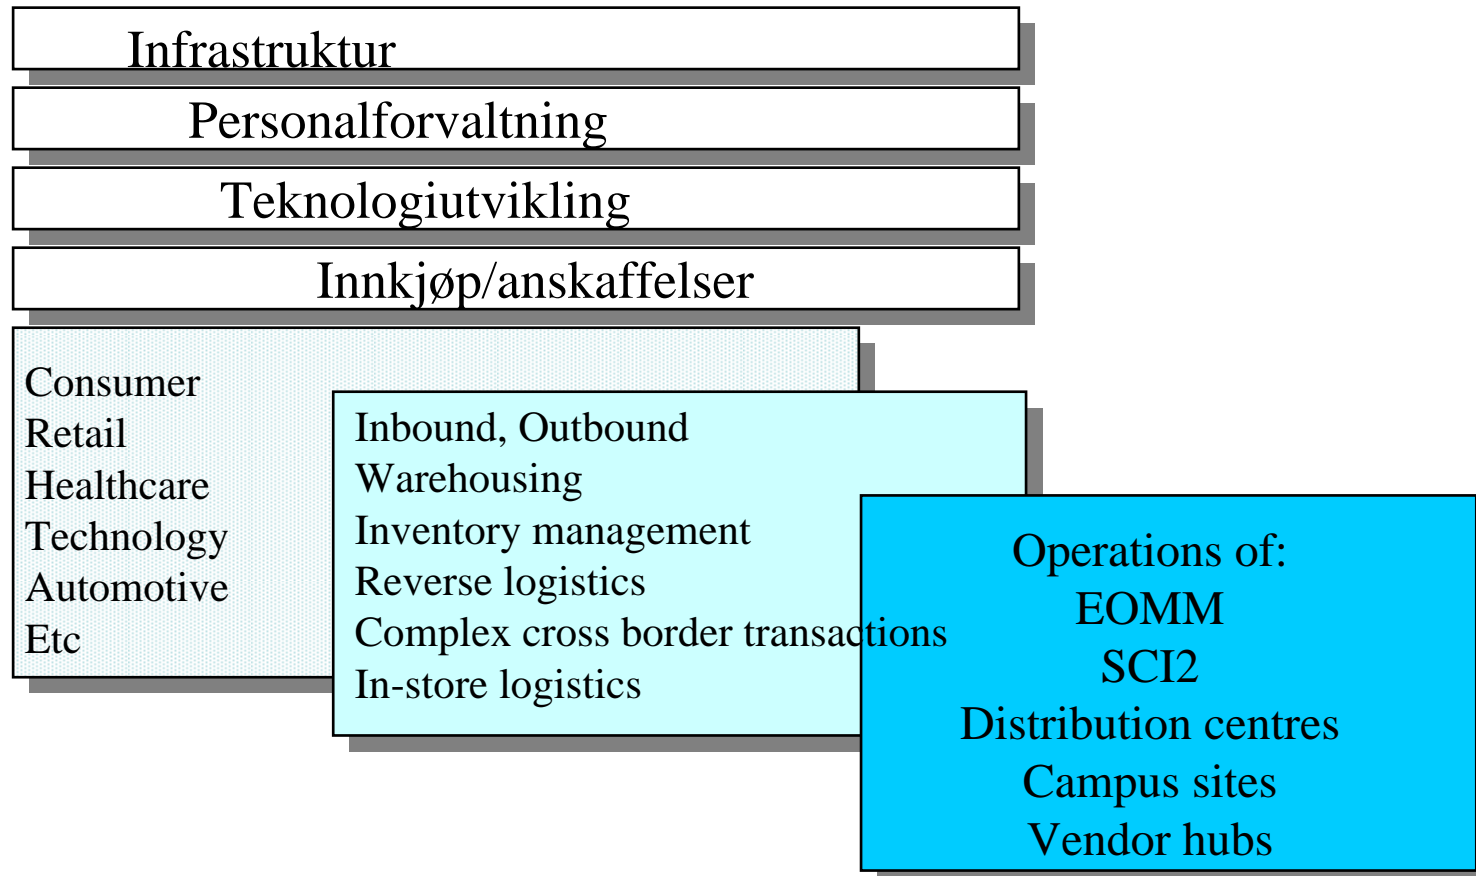 Infrastruktur
Personalforvaltning
Teknologiutvikling
Innkjøp/anskaffelser
Consumer
Retail
Healthcare
Technology
Automotive
Etc
Inbound, Outbound
Warehousing
Inventory management
Reverse logistics
Complex cross border transactions
In-store logistics
Operations of:
EOMM
SCI2
Distribution centres
Campus sites
Vendor hubs